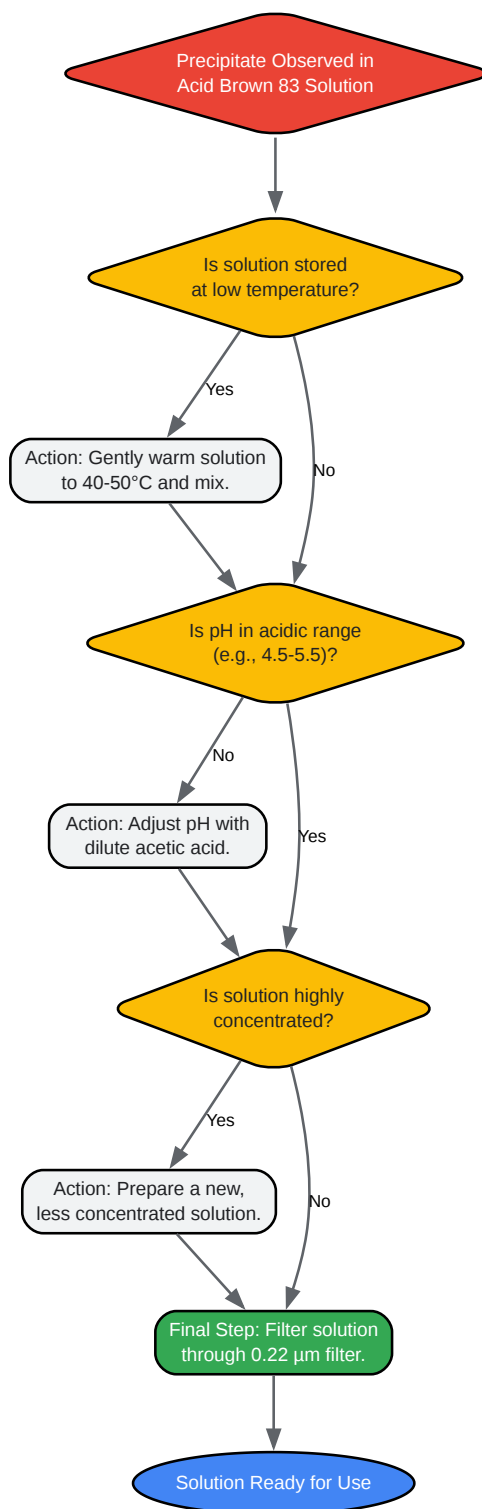 Precipitate Observed in
Acid Brown 83 Solution
Is solution stored
at low temperature?
Yes
Action: Gently warm solution
to 40-50°C and mix.
No
Is pH in acidic range
(e.g., 4.5-5.5)?
No
Action: Adjust pH with
dilute acetic acid.
Yes
Is solution highly
concentrated?
Yes
Action: Prepare a new,
less concentrated solution.
No
Final Step: Filter solution
through 0.22 µm filter.
Solution Ready for Use